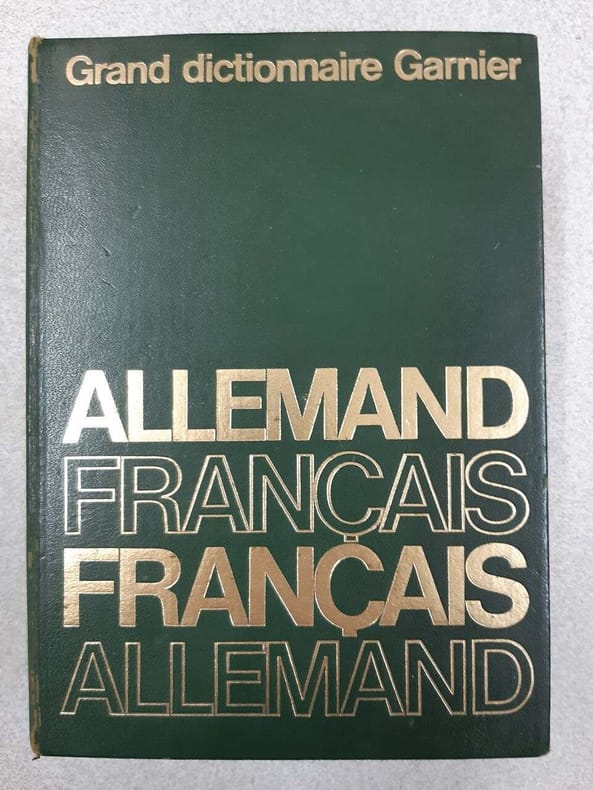 Grand dictionnaire Garnier
ALLEMAND
FRANÇAIS
FRANÇAIS
ALLEMAND